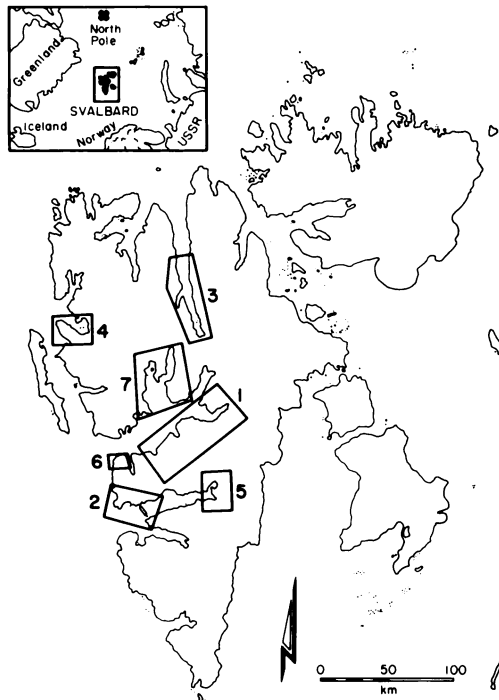 North
Pole
Greenland
SVALBARD
Iceland
Norway
USSR
3
4
7
1
6
2
5
0 50 100
km